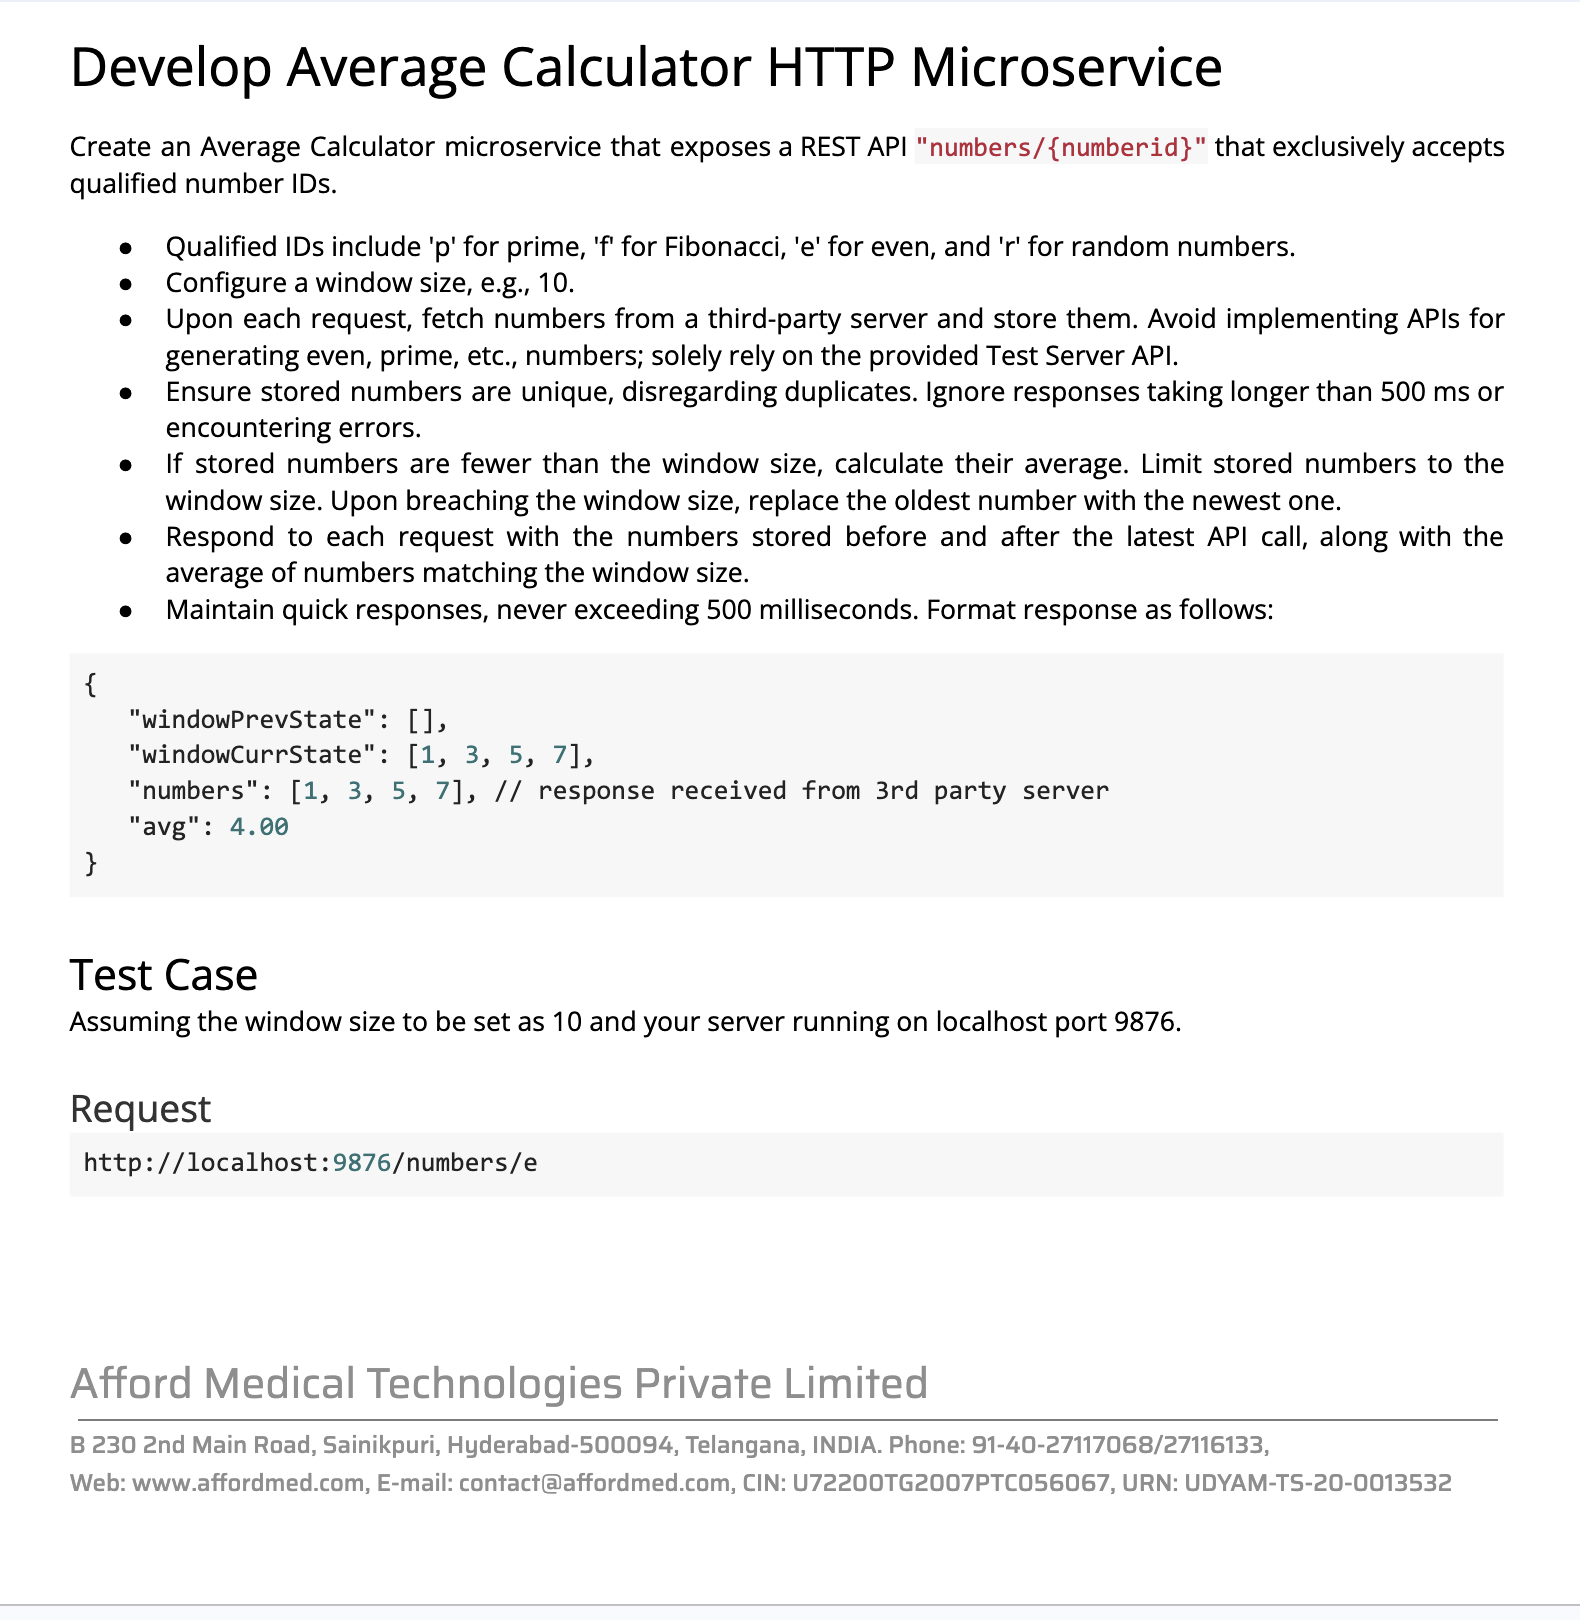 Develop Average Calculator HTTP Microservice
Create an Average Calculator microservice that exposes a REST API "numbers/{numberid}" that exclusively accepts
qualified number IDs.
● Qualified IDs include 'p' for prime, 'f' for Fibonacci, 'e' for even, and 'r' for random numbers.
● Configure a window size, e.g., 10.
● Upon each request, fetch numbers from a third-party server and store them. Avoid implementing APIs for
generating even, prime, etc., numbers; solely rely on the provided Test Server API.
● Ensure stored numbers are unique, disregarding duplicates. Ignore responses taking longer than 500 ms or
encountering errors.
● If stored numbers are fewer than the window size, calculate their average. Limit stored numbers to the
window size. Upon breaching the window size, replace the oldest number with the newest one.
● Respond to each request with the numbers stored before and after the latest API call, along with the
average of numbers matching the window size.
● Maintain quick responses, never exceeding 500 milliseconds. Format response as follows:
{
"windowPrevState": [],
"windowCurrState": [1, 3, 5, 7],
"numbers": [1, 3, 5, 7], // response received from 3rd party server
"avg": 4.00
}
Test Case
Assuming the window size to be set as 10 and your server running on localhost port 9876.
Request
http://localhost:9876/numbers/e
Afford Medical Technologies Private Limited
B 230 2nd Main Road, Sainikpuri, Hyderabad-500094, Telangana, INDIA. Phone: 91-40-27117068/27116133,
Web: www.affordmed.com, E-mail: contact@affordmed.com, CIN: U72200TG2007PTC056067, URN: UDYAM-TS-20-0013532